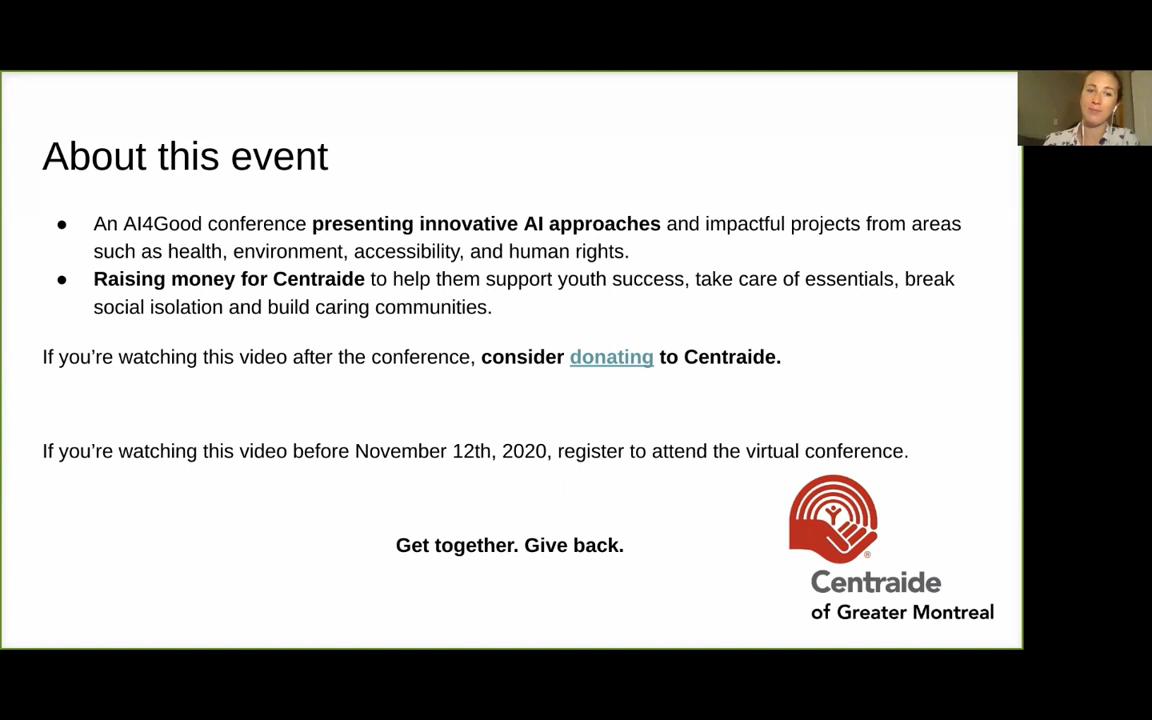 About this event
● An AI4Good conference presenting innovative AI approaches and impactful projects from areas
such as health, environment, accessibility, and human rights.
● Raising money for Centraide to help them support youth success, take care of essentials, break
social isolation and build caring communities.
If you’re watching this video after the conference, consider donating to Centraide.
If you’re watching this video before November 12th, 2020, register to attend the virtual conference.
Get together. Give back.
®
Centraide
of Greater Montreal